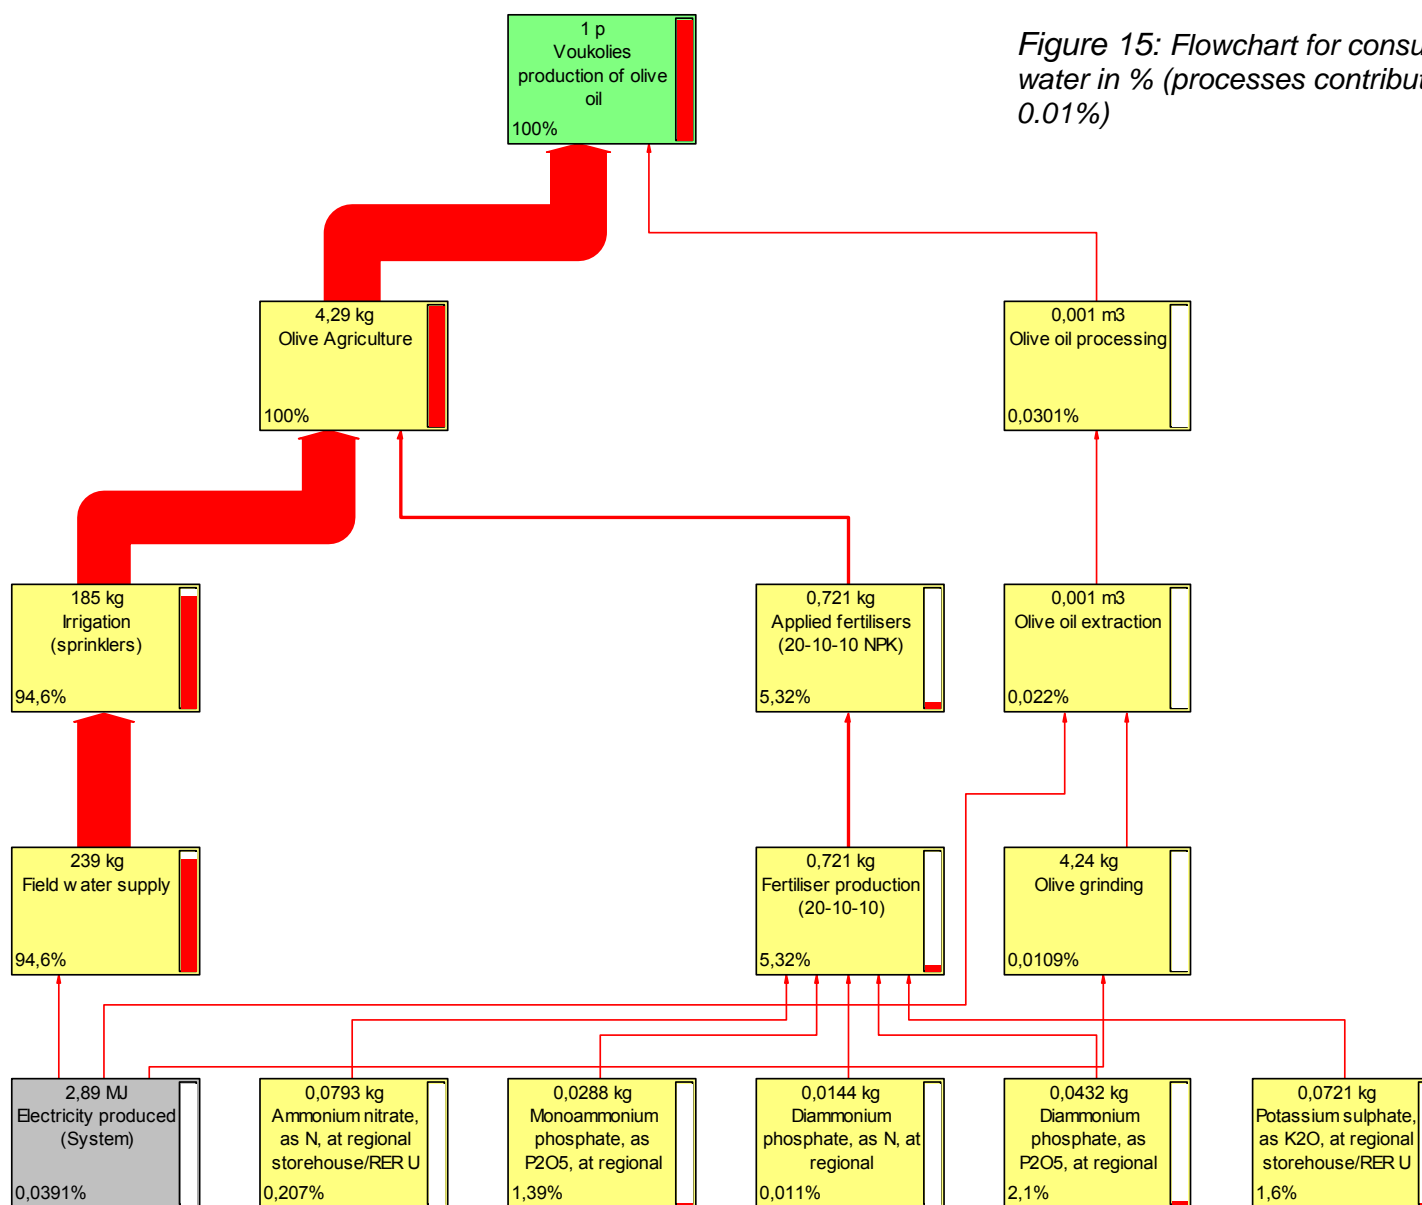 1 p
Voukolies
production of olive
oil
100%
Figure 15: Flowchart for consu
water in % (processes contribut
0.01%)
4,29 kg
Olive Agriculture
100%
0,001 m3
Olive oil processing
0,0301%
185 kg
Irrigation
(sprinklers)
94,6%
0,721 kg
Applied fertilisers
(20-10-10 NPK)
5,32%
0,001 m3
Olive oil extraction
0,022%
239 kg
Field water supply
94,6%
0,721 kg
Fertiliser production
(20-10-10)
5,32%
4,24 kg
Olive grinding
0,0109%
2,89 MJ
Electricity produced
(System)
0,0391%
0,0793 kg
Ammonium nitrate,
as N, at regional
storehouse/RER U
0,207%
0,0288 kg
Monoammonium
phosphate, as
P2O5, at regional
1,39%
0,0144 kg
Diammonium
phosphate, as N, at
regional
0,011%
0,0432 kg
Diammonium
phosphate, as
P2O5, at regional
2,1%
0,0721 kg
Potassium sulphate,
as K2O, at regional
storehouse/RER U
1,6%